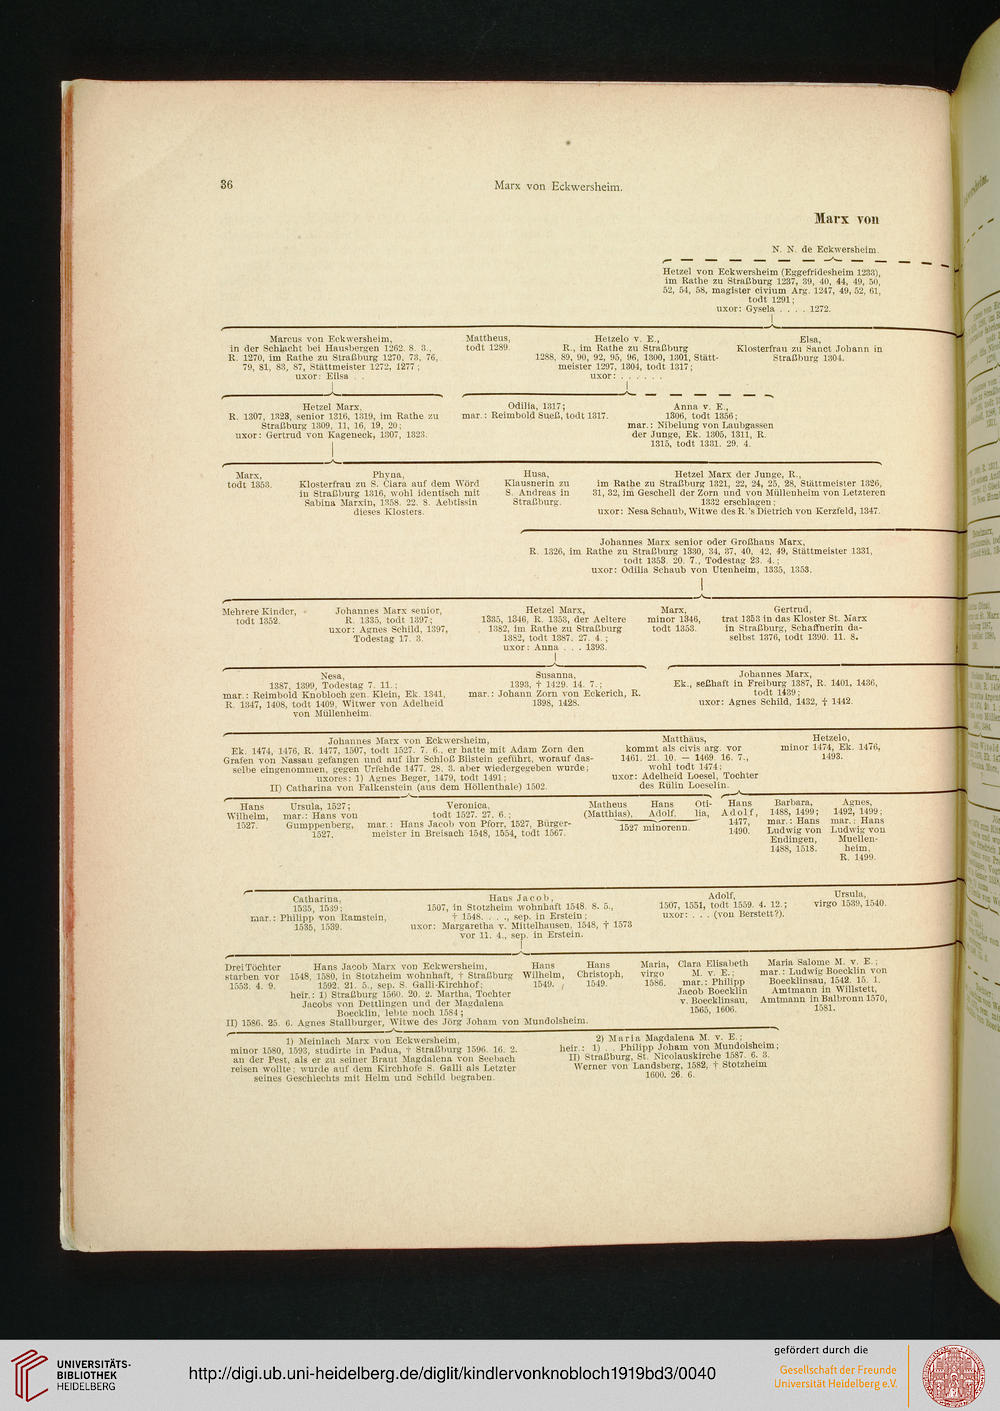 36
Marx von Eckwersheim.
Marx von
N. N. de Eckwersheim.
Hetzel von Eckwersheim (Eggefridesheim 1233),
im Rathe zu Straßburg 1237, 39, 40, 44, 49, 50,
52, 54, 58, magister civium Arg. 1247, 49, 52, 61,
todt 1291;
uxor: Gysela . . . . 1272.
Marcus von Eckwersheim,
in der Schlacht bei Hausbergen 1262. 8. 3.,
R. 1270, im Rathe zu Straßburg 1270, 73, 76,
79, 81, 83, 87, Stättmeister 1272, 1277;
uxor: Ellsa . .
Mattheus,
todt 1289.
Hetzelo v. E.,
R., im Rathe zu Straßburg
1288, 89, 90, 92, 95, 96, 1300, 1301, Stätt-
meister 1297, 1304, todt 1317;
uxor: . . . . . .
Elsa,
Klosterfrau zu Sanct Johann in
Straßburg 1304.
Hetzel Marx,
R. 1307, 1323, senior 1316, 1319, im Rathe zu
Straßburg 1309, 11, 16, 19, 20;
uxor: Gertrud von Kageneck, 1307, 1323.
Odilia, 1317;
mar.: Reimbold Sueß, todt 1317.
Anna v. E.,
1306, todt 1356;
mar.: Nibelung von Laubgassen
der Junge, Ek. 1305, 1311, R.
1315, todt 1331. 29. 4.
Marx,
todt 1353.
Phyna,
Klosterfrau zu S. Clara auf dem Wörd
in Straßburg 1316, wohl identisch mit
Sabina Marxin, 1358. 22. 8. Aebtissin
dieses Klosters.
Husa,
Klausnerin zu
S. Andreas in
Straßburg.
Hetzel Marx der Junge, R.,
im Rathe zu Straßburg 1321, 22, 24, 25, 28, Stättmeister 1326,
31, 32, im Geschell der Zorn und von Müllenheim von Letzteren
1332 erschlagen;
uxor: Nesa Schaub, Witwe des R.'s Dietrich von Kerzfeld, 1347.
Johannes Marx senior oder Großhans Marx,
R. 1326, im Rathe zu Straßburg 1330, 34, 37, 40, 42, 49, Stättmeister 1331,
todt 1353. 20. 7., Todestag 23. 4.;
uxor: Odilia Schaub von Utenheim, 1335, 1353.
Mehrere Kinder,
todt 1352.
Johannes Marx senior,
R. 1335, todt 1397;
uxor: Agnes Schild, 1397,
Todestag 17. 3.
Hetzel Marx,
1335, 1346, R. 1353, der Aeltere
1382, im Rathe zu Straßburg
1382, todt 1387. 27. 4.;
uxor: Anna . . . 1393.
Marx,
minor 1346,
todt 1353.
Gertrud,
trat 1353 in das Kloster St. Marx
in Straßburg, Schaffnerin da-
selbst 1376, todt 1390. 11. 8.
Nesa,
1387, 1399, Todestag 7. 11.;
mar.: Reimbold Knobloch gen. Klein, Ek. 1341,
R. 1347, 1408, todt 1409, Witwer von Adelheid
von Müllenheim.
Susanna,
1393, † 1429. 14. 7.;
mar.: Johann Zorn von Eckerich, R.
1398, 1428.
Johannes Marx,
Ek., seßhaft in Freiburg 1387, R. 1401, 1436,
todt 1439;
uxor: Agnes Schild, 1432, † 1442.
Johannes Marx von Eckwersheim,
Ek. 1474, 1476, R. 1477, 1507, todt 1527. 7. 6., er hatte mit Adam Zorn den
Grafen von Nassau gefangen und auf ihr Schloß Bilstein geführt, worauf das-
selbe eingenommen, gegen Urfehde 1477. 28. 3. aber wiedergegeben wurde;
uxores: I) Agnes Beger, 1479, todt 1491;
II) Catharina von Falkenstein (aus dem Höllenthale) 1502.
Matthäus,
kommt als civis arg. vor
1461. 21. 10. — 1469. 16. 7.,
wohl todt 1474;
uxor: Adelheid Loesel, Tochter
des Rülin Loeselin.
Hetzelo,
minor 1474, Ek. 1476,
1493.
Hans
Wilhelm,
1527.
Ursula, 1527;
mar.: Hans von
Gumppenberg,
1527.
Veronica,
todt 1527. 27. 6.;
mar.: Hans Jacob von Pforr, 1527, Bürger-
meister in Breisach 1548, 1554, todt 1567.
Matheus
(Matthias),
Hans
Adolf,
Oti-
lia,
1527 minorenn.
Hans
Adolf,
1477,
1490.
Barbara,
1488, 1499;
mar.: Hans
Ludwig von
Endingen,
1488, 1518.
Agnes,
1492, 1499;
mar.: Hans
Ludwig von
Muellen-
heim,
R. 1499.
Catharina,
1535, 1539;
mar.: Philipp von Ramstein,
1535, 1539.
Hans Jacob,
1507, in Stotzheim wohnhaft 1548. 8. 5.,
† 1548. . . ., sep. in Erstein;
uxor: Margaretha v. Mittelhausen, 1548, † 1573
vor 11. 4., sep. in Erstein.
Adolf,
1507, 1551, todt 1559. 4. 12.;
uxor: . . . (von Berstett?).
Ursula,
virgo 1539, 1540.
Drei Töchter
starben vor
1553. 4. 9.
Hans Jacob Marx von Eckwersheim,
1548, 1580, in Stotzheim wohnhaft, † Straßburg
1592. 21. 5., sep. S. Galli-Kirchhof;
heir.: I) Straßburg 1560. 20. 2. Martha, Tochter
Jacobs von Dettlingen und der Magdalena
Boecklin, lebte noch 1584;
II) 1586. 25. 6. Agnes Stallburger, Witwe des Jörg Joham von Mundolsheim.
Hans
Wilhelm,
1549.
Hans
Christoph,
1549.
Maria,
virgo
1586.
Clara Elisabeth
M. v. E.;
mar.: Philipp
Jacob Boecklin
v. Boecklinsau,
1565, 1606.
Maria Salome M. v. E.;
mar.: Ludwig Boecklin von
Boecklinsau, 1542. 15. 1.
Amtmann in Willstett,
Amtmann in Balbronn 1570,
1581.
1) Meinlach Marx von Eckwersheim,
minor 1580, 1593, studirte in Padua, † Straßburg 1596. 16. 2.
an der Pest, als er zu seiner Braut Magdalena von Seebach
reisen wollte; wurde auf dem Kirchhofe S. Galli als Letzter
seines Geschlechts mit Helm und Schild begraben.
2) Maria Magdalena M. v. E.;
heir.: I) . . Philipp Joham von Mundolsheim;
II) Straßburg, St. Nicolauskirche 1587. 6. 3.
Werner von Landsberg, 1582, † Stotzheim
1600. 26. 6.
UNIVERSITÄTS-
BIBLIOTHEK
HEIDELBERG
http://digi.ub.uni-heidelberg.de/diglit/kindlervonknobloch1919bd3/0040
gefördert durch die
Gesellschaft der Freunde
Universität Heidelberg e.V.